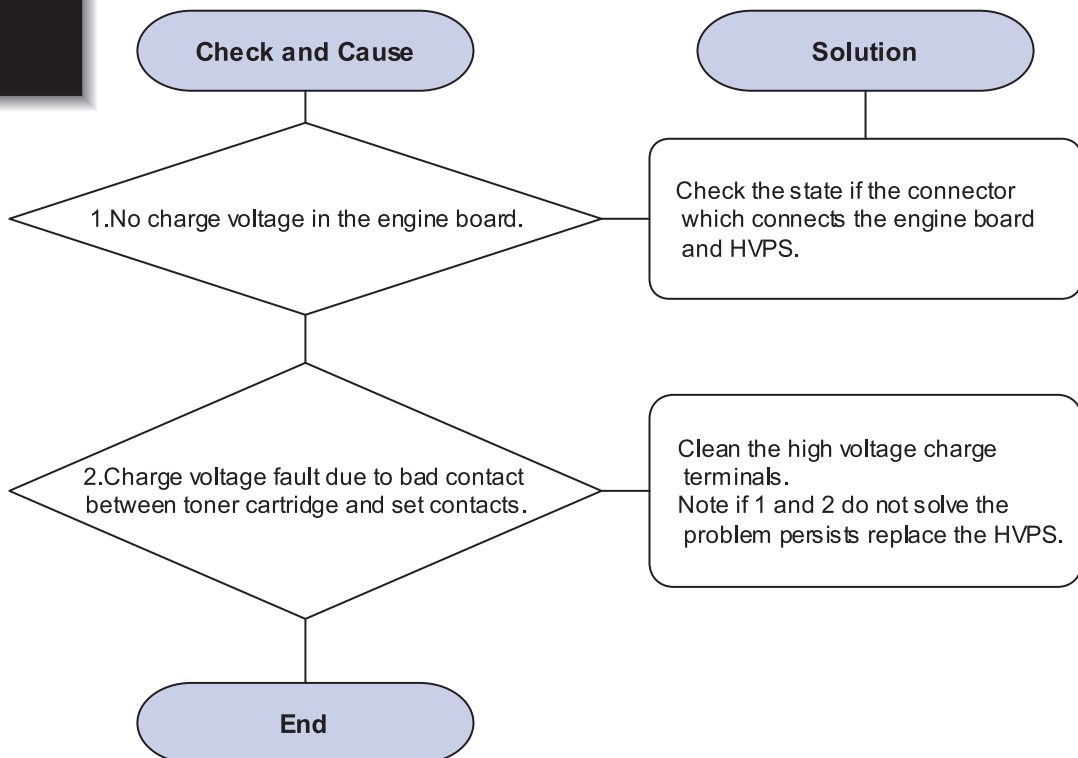 Check and Cause
Solution
1.No charge voltage in the engine board.
Check the state if the connector
which connects the engine board
and HVPS.
2.Charge voltage fault due to bad contact
between toner cartridge and set contacts.
Clean the high voltage charge
terminals.
Note if 1 and 2 do not solve the
problem persists replace the HVPS.
End